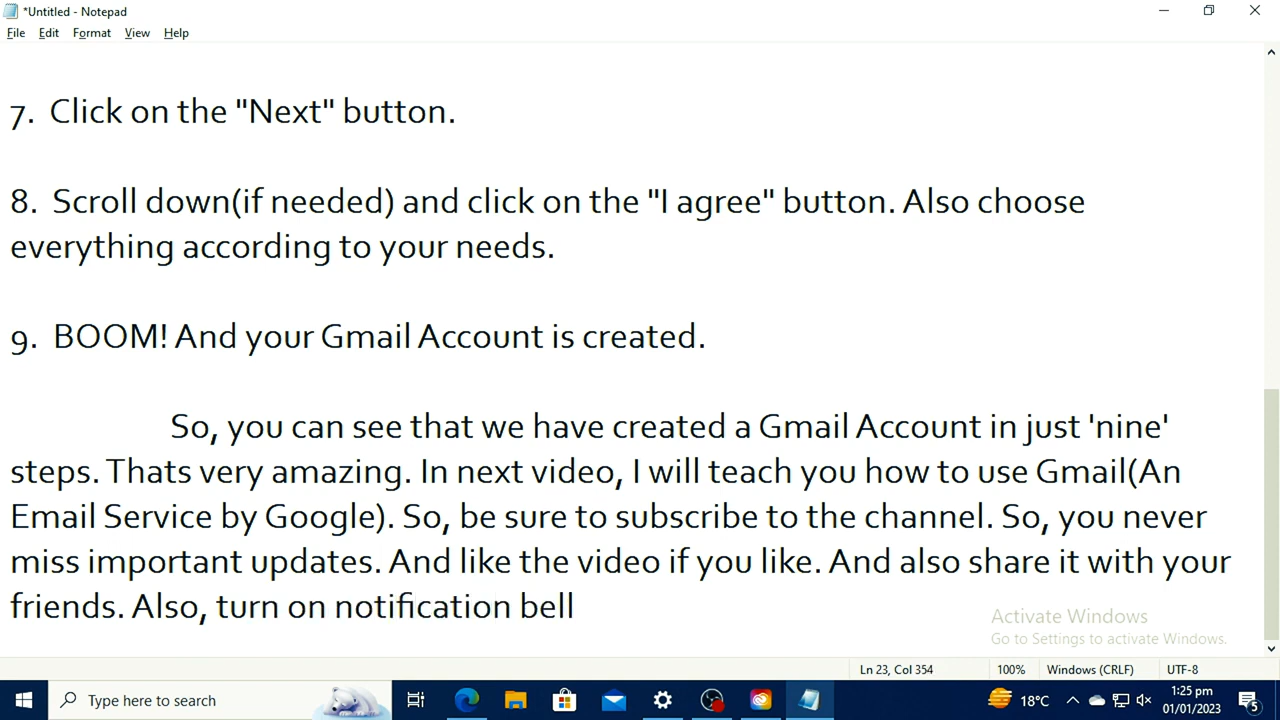 *Untitled - Notepad
File Edit Format View Help
7. Click on the "Next" button.
8. Scroll down(if needed) and click on the "I agree" button. Also choose
everything according to your needs.
9. BOOM! And your Gmail Account is created.
So, you can see that we have created a Gmail Account in just 'nine'
steps. Thats very amazing. In next video, I will teach you how to use Gmail(An
Email Service by Google). So, be sure to subscribe to the channel. So, you never
miss important updates. And like the video if you like. And also share it with your
friends. Also, turn on notification bell
Activate Windows
Go to Settings to activate Windows.
Ln 23, Col 354 100% Windows (CRLF) UTF-8
Type here to search 18°C 1:25 pm
01/01/2023 5